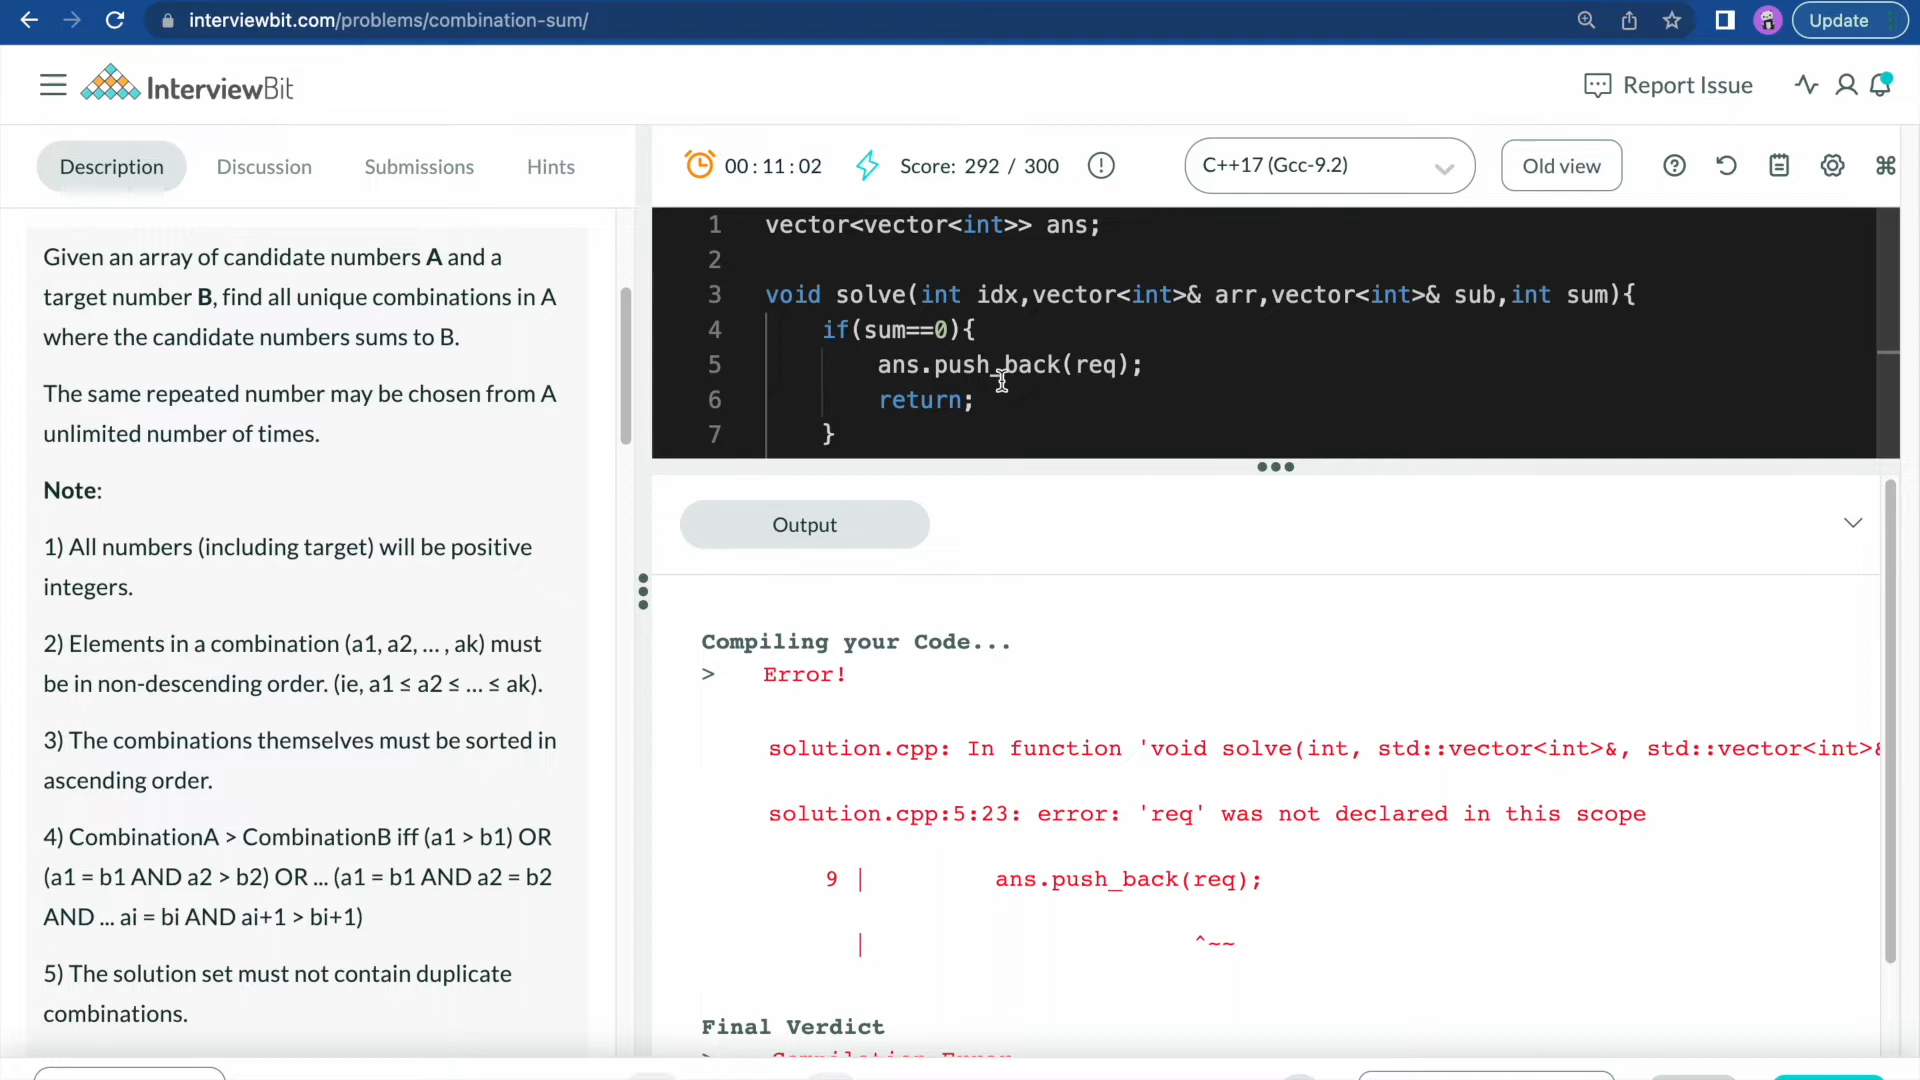 interviewbit.com/problems/combination-sum/
Update
InterviewBit
Report Issue
Description Discussion Submissions Hints
00:11:02 Score: 292 / 300 C++17 (Gcc-9.2) Old view
Given an array of candidate numbers A and a
target number B, find all unique combinations in A
where the candidate numbers sums to B.
The same repeated number may be chosen from A
unlimited number of times.
Note:
1) All numbers (including target) will be positive
integers.
2) Elements in a combination (a1, a2, … , ak) must
be in non-descending order. (ie, a1 ≤ a2 ≤ … ≤ ak).
3) The combinations themselves must be sorted in
ascending order.
4) CombinationA > CombinationB iff (a1 > b1) OR
(a1 = b1 AND a2 > b2) OR … (a1 = b1 AND a2 = b2
AND … ai = bi AND ai+1 > bi+1)
5) The solution set must not contain duplicate
combinations.
1 vector<vector<int>> ans;
2
3 void solve(int idx,vector<int>& arr,vector<int>& sub,int sum){
4 if(sum==0){
5 ans.push_back(req);
6 return;
7 }
Output
Compiling your Code...
> Error!
solution.cpp: In function 'void solve(int, std::vector<int>&, std::vector<int>&
solution.cpp:5:23: error: 'req' was not declared in this scope
9 | ans.push_back(req);
| ^~~
Final Verdict
> Compilation Error